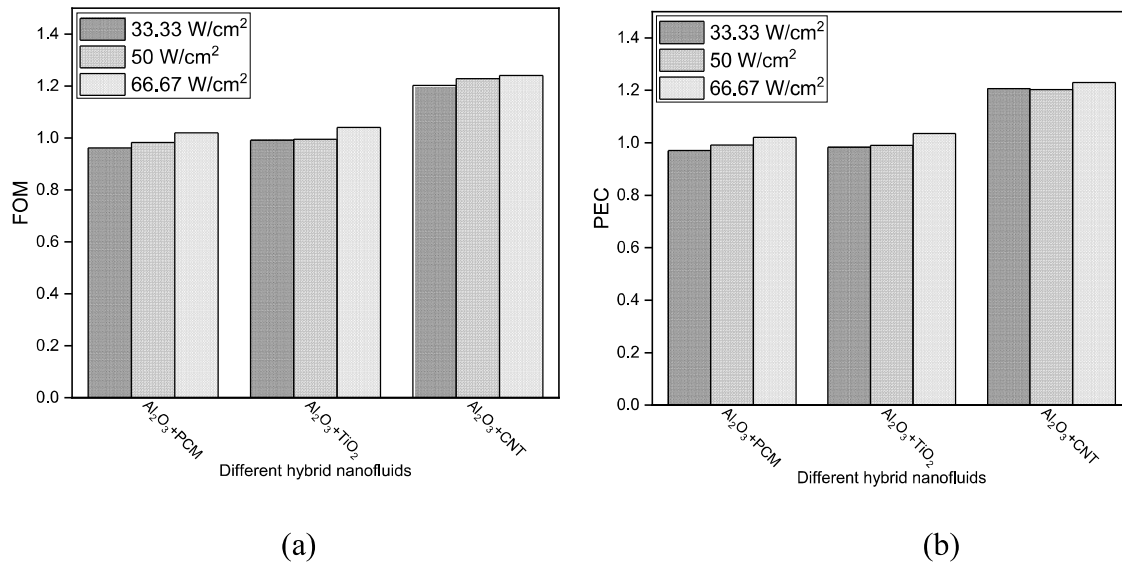 1.4
1.2
1.0
0.8
0.6
0.4
0.2
0.0
FOM
33.33 W/cm²
50 W/cm²
66.67 W/cm²
Al₂O₃+PCM
Al₂O₃+TiO₂
Al₂O₃+CNT
Different hybrid nanofluids
(a)
1.4
1.2
1.0
0.8
0.6
0.4
0.2
0.0
PEC
33.33 W/cm²
50 W/cm²
66.67 W/cm²
Al₂O₃+PCM
Al₂O₃+TiO₂
Al₂O₃+CNT
Different hybrid nanofluids
(b)